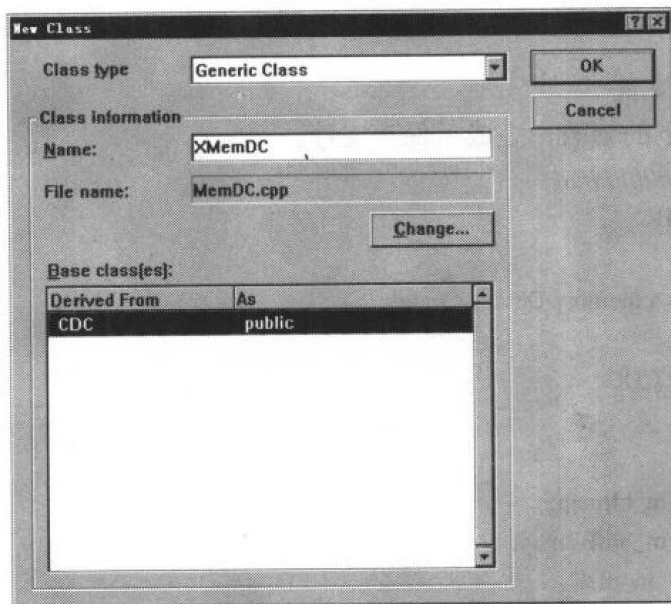 New Class
Class type
Generic Class
OK
Cancel
Class information
Name:
XMemDC
File name:
MemDC.cpp
Change...
Base class(es):
Derived From As
CDC public